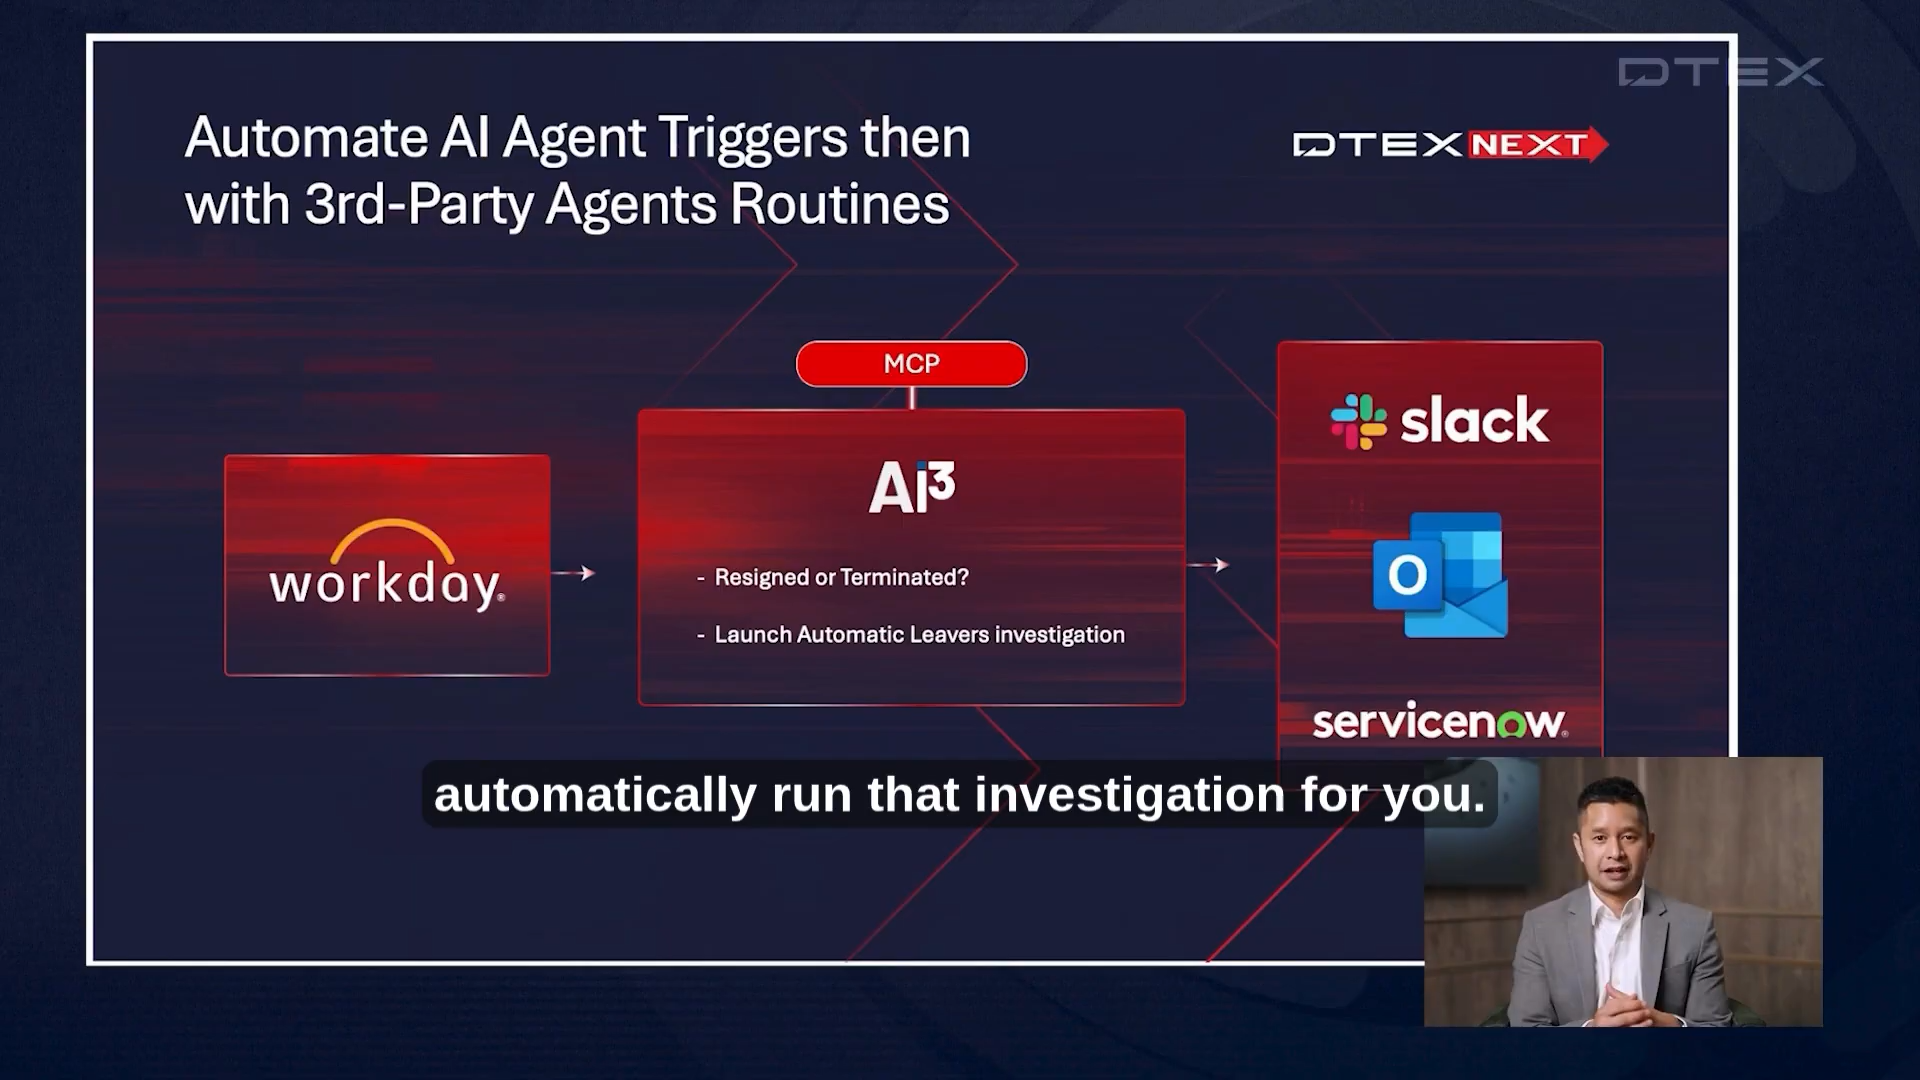 DTEX
Automate AI Agent Triggers then
with 3rd-Party Agents Routines
DTEX NEXT
MCP
slack
Ai³
workday®
- Resigned or Terminated?
- Launch Automatic Leavers investigation
servicenow®
automatically run that investigation for you.